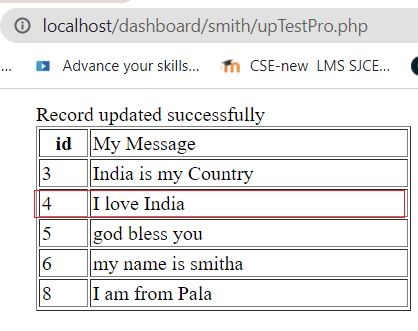 localhost/dashboard/smith/upTestPro.php
... Advance your skills... CSE-new LMS SJCE...
Record updated successfully
id My Message
3 India is my Country
4 I love India
5 god bless you
6 my name is smitha
8 I am from Pala